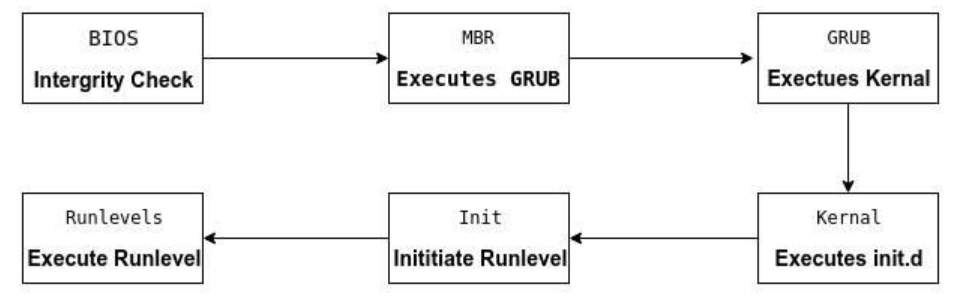 BIOS
Intergrity Check
MBR
Executes GRUB
GRUB
Exectues Kernal
Kernal
Executes init.d
Init
Inititiate Runlevel
Runlevels
Execute Runlevel